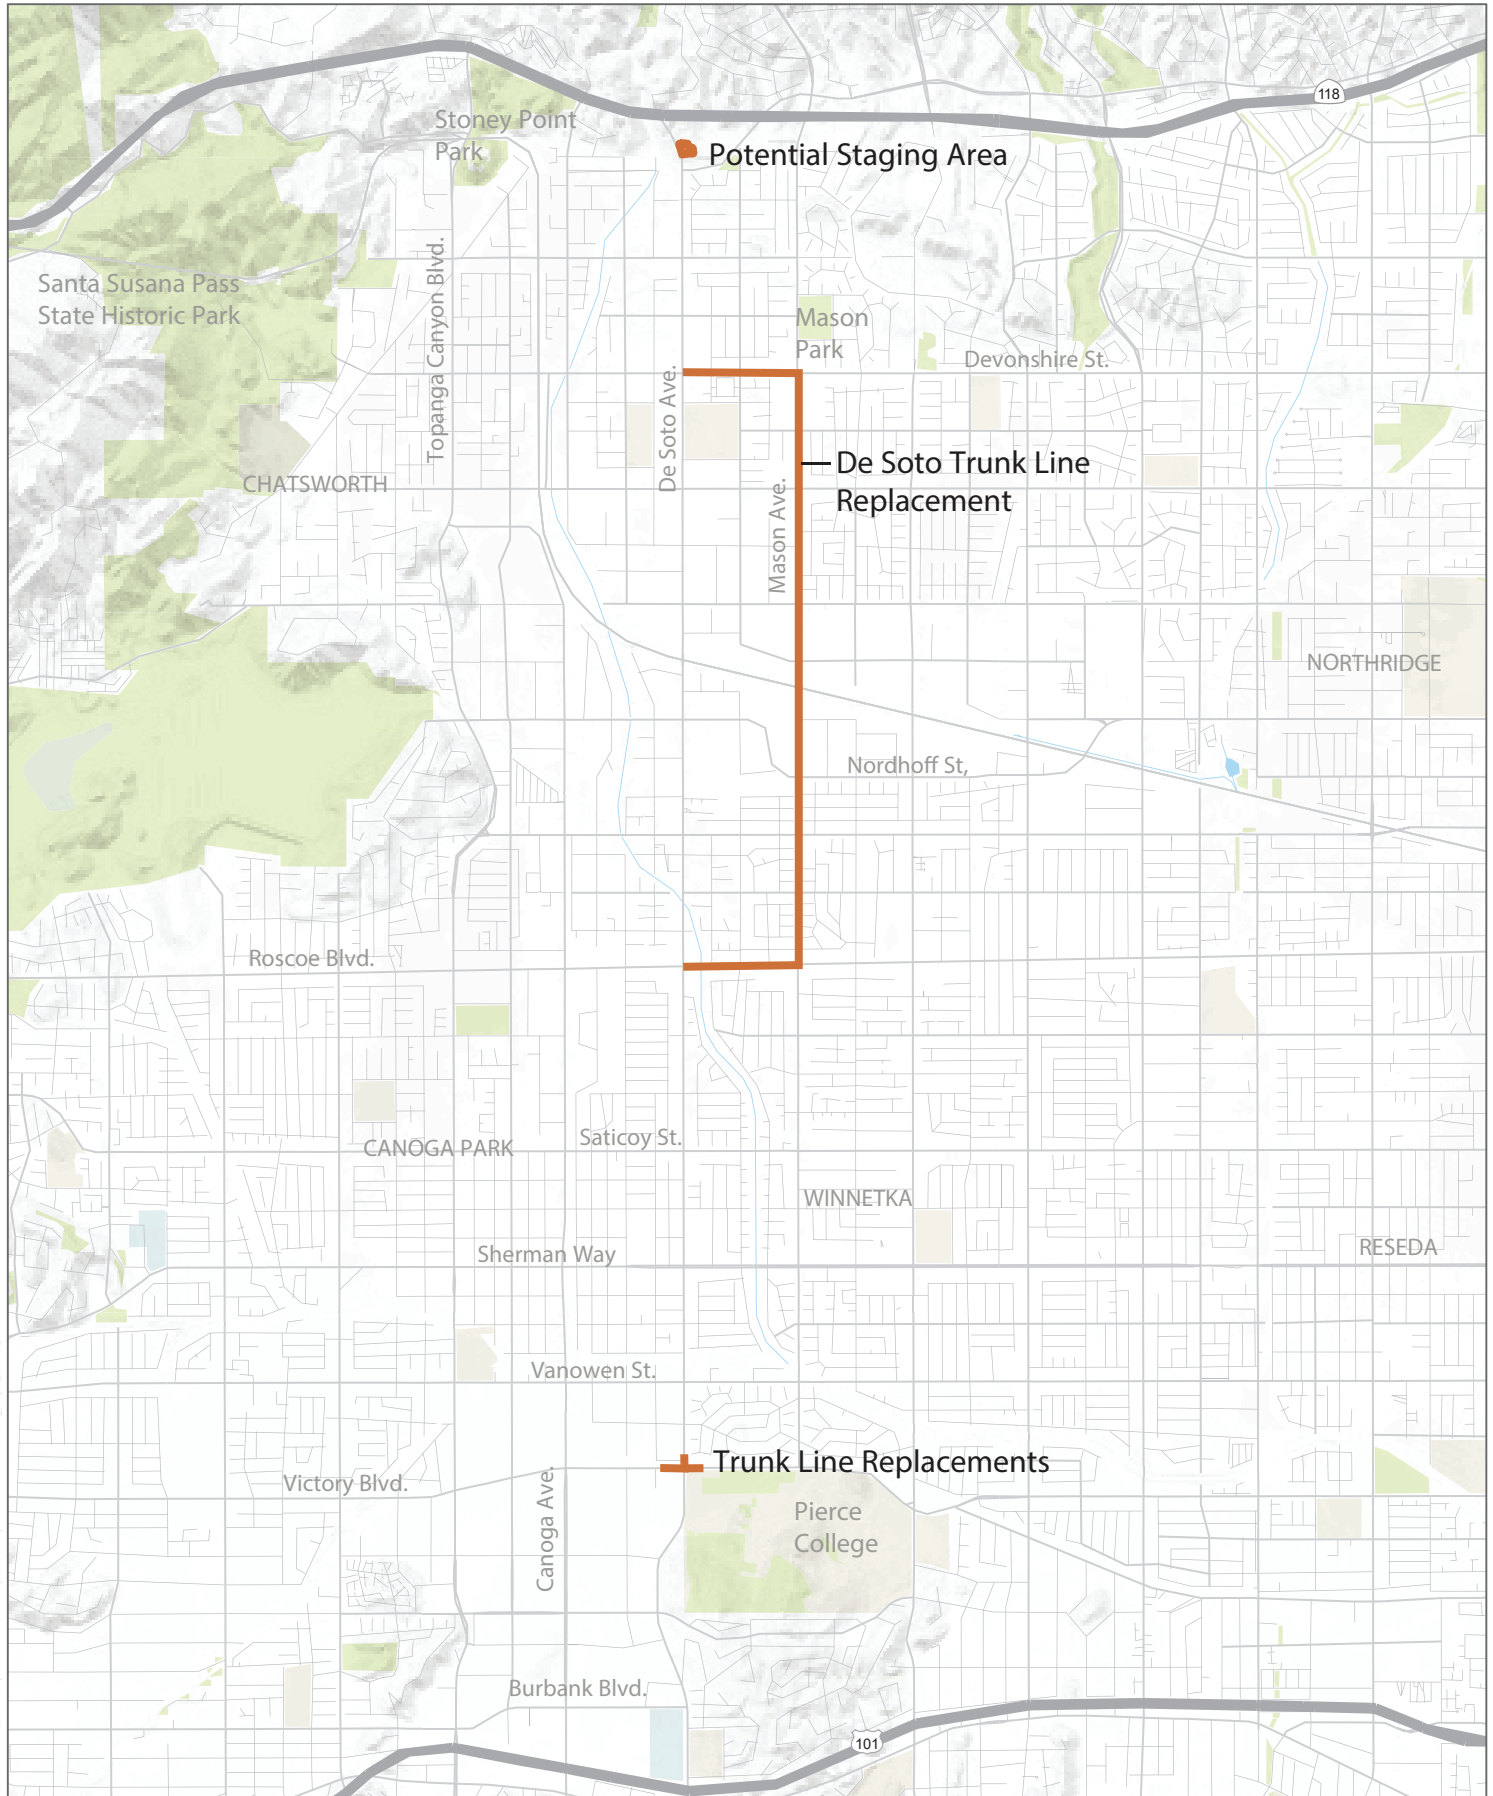 118
Stoney Point
Park
Potential Staging Area
Topanga Canyon Blvd.
Santa Susana Pass
State Historic Park
Mason
Park
Devonshire St.
De Soto Ave.
De Soto Trunk Line
Replacement
CHATSWORTH
Mason Ave.
NORTHRIDGE
Nordhoff St,
Roscoe Blvd.
Saticoy St.
CANOGA PARK
WINNETKA
Sherman Way
RESEDA
Vanowen St.
Trunk Line Replacements
Victory Blvd.
Canoga Ave.
Pierce
College
Burbank Blvd.
101